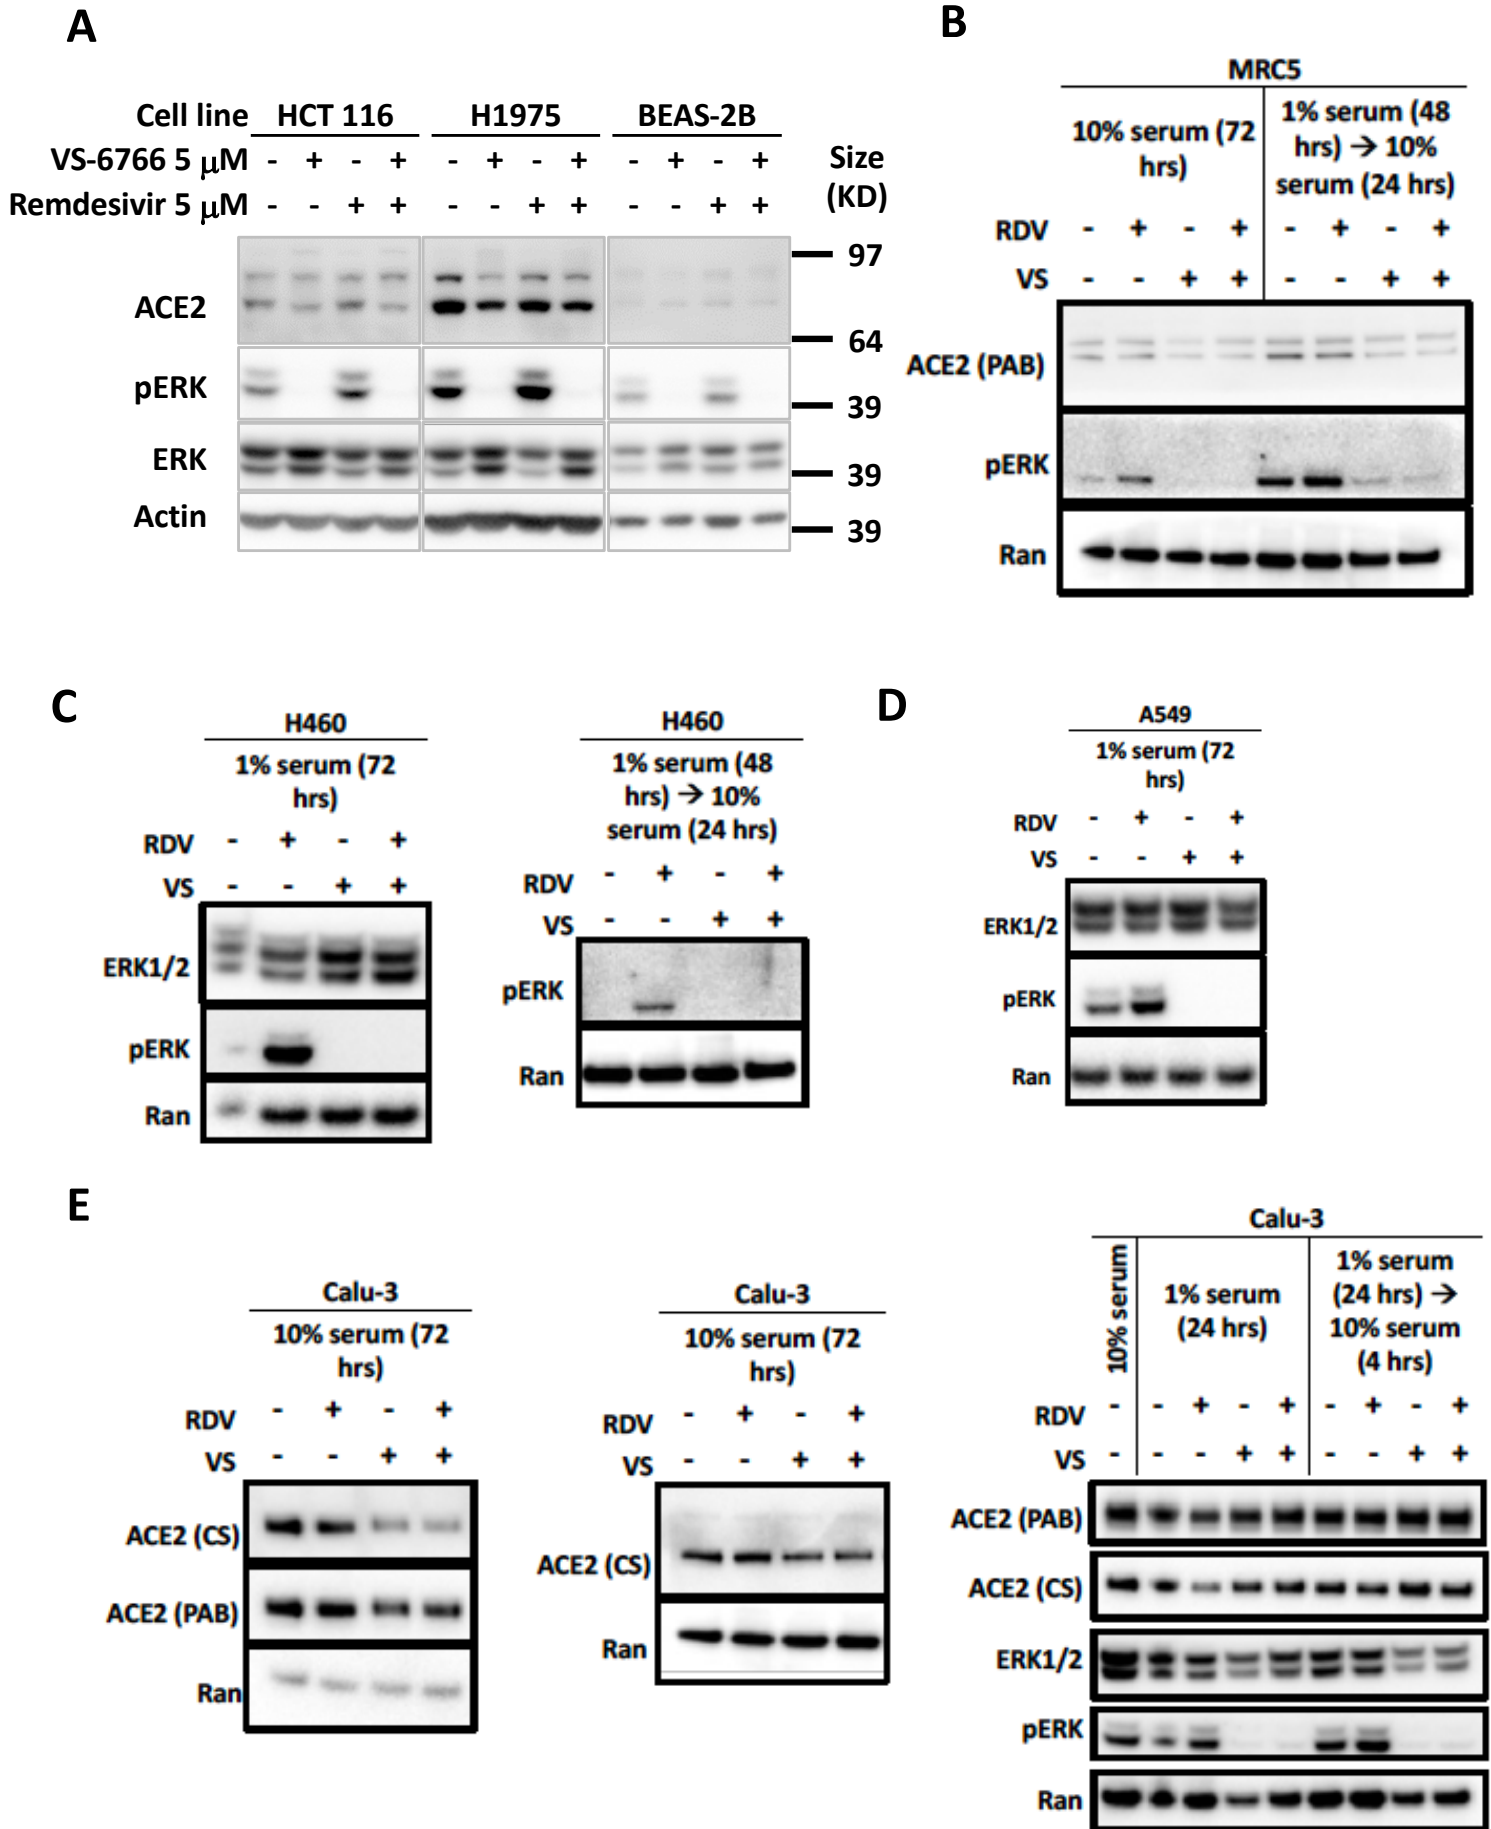 A
Cell line HCT 116 H1975 BEAS-2B
VS-6766 5 μM - + - + - + - + - + - + Size
Remdesivir 5 μM - - + + - - + + - - + + (KD)
97
ACE2
64
pERK
39
ERK
39
Actin
39
B
MRC5
10% serum (72
hrs)
1% serum (48
hrs) → 10%
serum (24 hrs)
RDV - + - + - + - +
VS - - + + - - + +
ACE2 (PAB)
pERK
Ran
C
H460
1% serum (72
hrs)
RDV - + - +
VS - - + +
ERK1/2
pERK
Ran
H460
1% serum (48
hrs) → 10%
serum (24 hrs)
RDV - + - +
VS - - + +
pERK
Ran
D
A549
1% serum (72
hrs)
RDV - + - +
VS - - + +
ERK1/2
pERK
Ran
E
Calu-3
10% serum (72
hrs)
RDV - + - +
VS - - + +
ACE2 (CS)
ACE2 (PAB)
Ran
Calu-3
10% serum (72
hrs)
RDV - + - +
VS - - + +
ACE2 (CS)
Ran
Calu-3
10% serum
1% serum
(24 hrs)
1% serum
(24 hrs) →
10% serum
(4 hrs)
RDV - - + - + - + - +
VS - - - + + - - + +
ACE2 (PAB)
ACE2 (CS)
ERK1/2
pERK
Ran